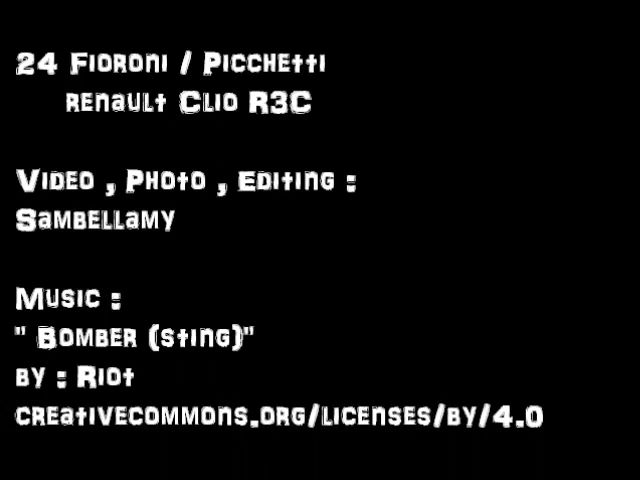 24 Fioroni / Picchetti
Renault Clio R3C
Video , Photo , Editing :
Sambellamy
Music :
" Bomber (Sting)"
by : Riot
creativecommons.org/licenses/by/4.0